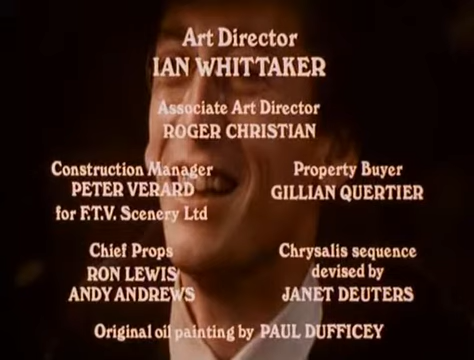 Art Director
IAN WHITTAKER
Associate Art Director
ROGER CHRISTIAN
Construction Manager
PETER VERARD
for F.T.V. Scenery Ltd
Property Buyer
GILLIAN QUERTIER
Chief Props
RON LEWIS
ANDY ANDREWS
Chrysalis sequence
devised by
JANET DEUTERS
Original oil painting by PAUL DUFFICEY